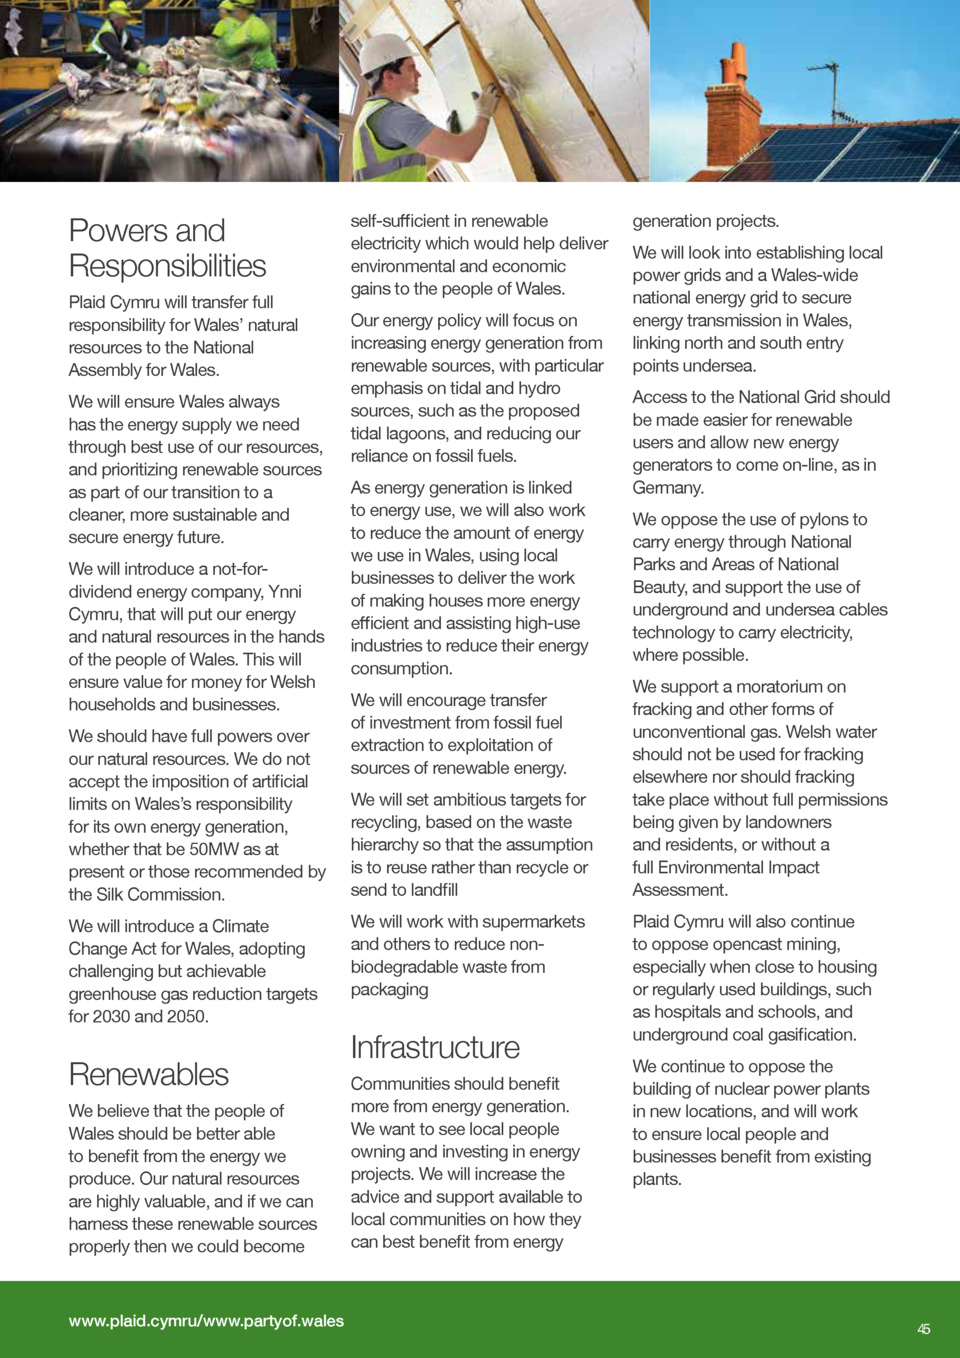 Powers and
Responsibilities
Plaid Cymru will transfer full
responsibility for Wales’ natural
resources to the National
Assembly for Wales.
We will ensure Wales always
has the energy supply we need
through best use of our resources,
and prioritizing renewable sources
as part of our transition to a
cleaner, more sustainable and
secure energy future.
We will introduce a not-for-
dividend energy company, Ynni
Cymru, that will put our energy
and natural resources in the hands
of the people of Wales. This will
ensure value for money for Welsh
households and businesses.
We should have full powers over
our natural resources. We do not
accept the imposition of artificial
limits on Wales’s responsibility
for its own energy generation,
whether that be 50MW as at
present or those recommended by
the Silk Commission.
We will introduce a Climate
Change Act for Wales, adopting
challenging but achievable
greenhouse gas reduction targets
for 2030 and 2050.
Renewables
We believe that the people of
Wales should be better able
to benefit from the energy we
produce. Our natural resources
are highly valuable, and if we can
harness these renewable sources
properly then we could become
self-sufficient in renewable
electricity which would help deliver
environmental and economic
gains to the people of Wales.
Our energy policy will focus on
increasing energy generation from
renewable sources, with particular
emphasis on tidal and hydro
sources, such as the proposed
tidal lagoons, and reducing our
reliance on fossil fuels.
As energy generation is linked
to energy use, we will also work
to reduce the amount of energy
we use in Wales, using local
businesses to deliver the work
of making houses more energy
efficient and assisting high-use
industries to reduce their energy
consumption.
We will encourage transfer
of investment from fossil fuel
extraction to exploitation of
sources of renewable energy.
We will set ambitious targets for
recycling, based on the waste
hierarchy so that the assumption
is to reuse rather than recycle or
send to landfill
We will work with supermarkets
and others to reduce non-
biodegradable waste from
packaging
Infrastructure
Communities should benefit
more from energy generation.
We want to see local people
owning and investing in energy
projects. We will increase the
advice and support available to
local communities on how they
can best benefit from energy
generation projects.
We will look into establishing local
power grids and a Wales-wide
national energy grid to secure
energy transmission in Wales,
linking north and south entry
points undersea.
Access to the National Grid should
be made easier for renewable
users and allow new energy
generators to come on-line, as in
Germany.
We oppose the use of pylons to
carry energy through National
Parks and Areas of National
Beauty, and support the use of
underground and undersea cables
technology to carry electricity,
where possible.
We support a moratorium on
fracking and other forms of
unconventional gas. Welsh water
should not be used for fracking
elsewhere nor should fracking
take place without full permissions
being given by landowners
and residents, or without a
full Environmental Impact
Assessment.
Plaid Cymru will also continue
to oppose opencast mining,
especially when close to housing
or regularly used buildings, such
as hospitals and schools, and
underground coal gasification.
We continue to oppose the
building of nuclear power plants
in new locations, and will work
to ensure local people and
businesses benefit from existing
plants.
www.plaid.cymru/www.partyof.wales
45